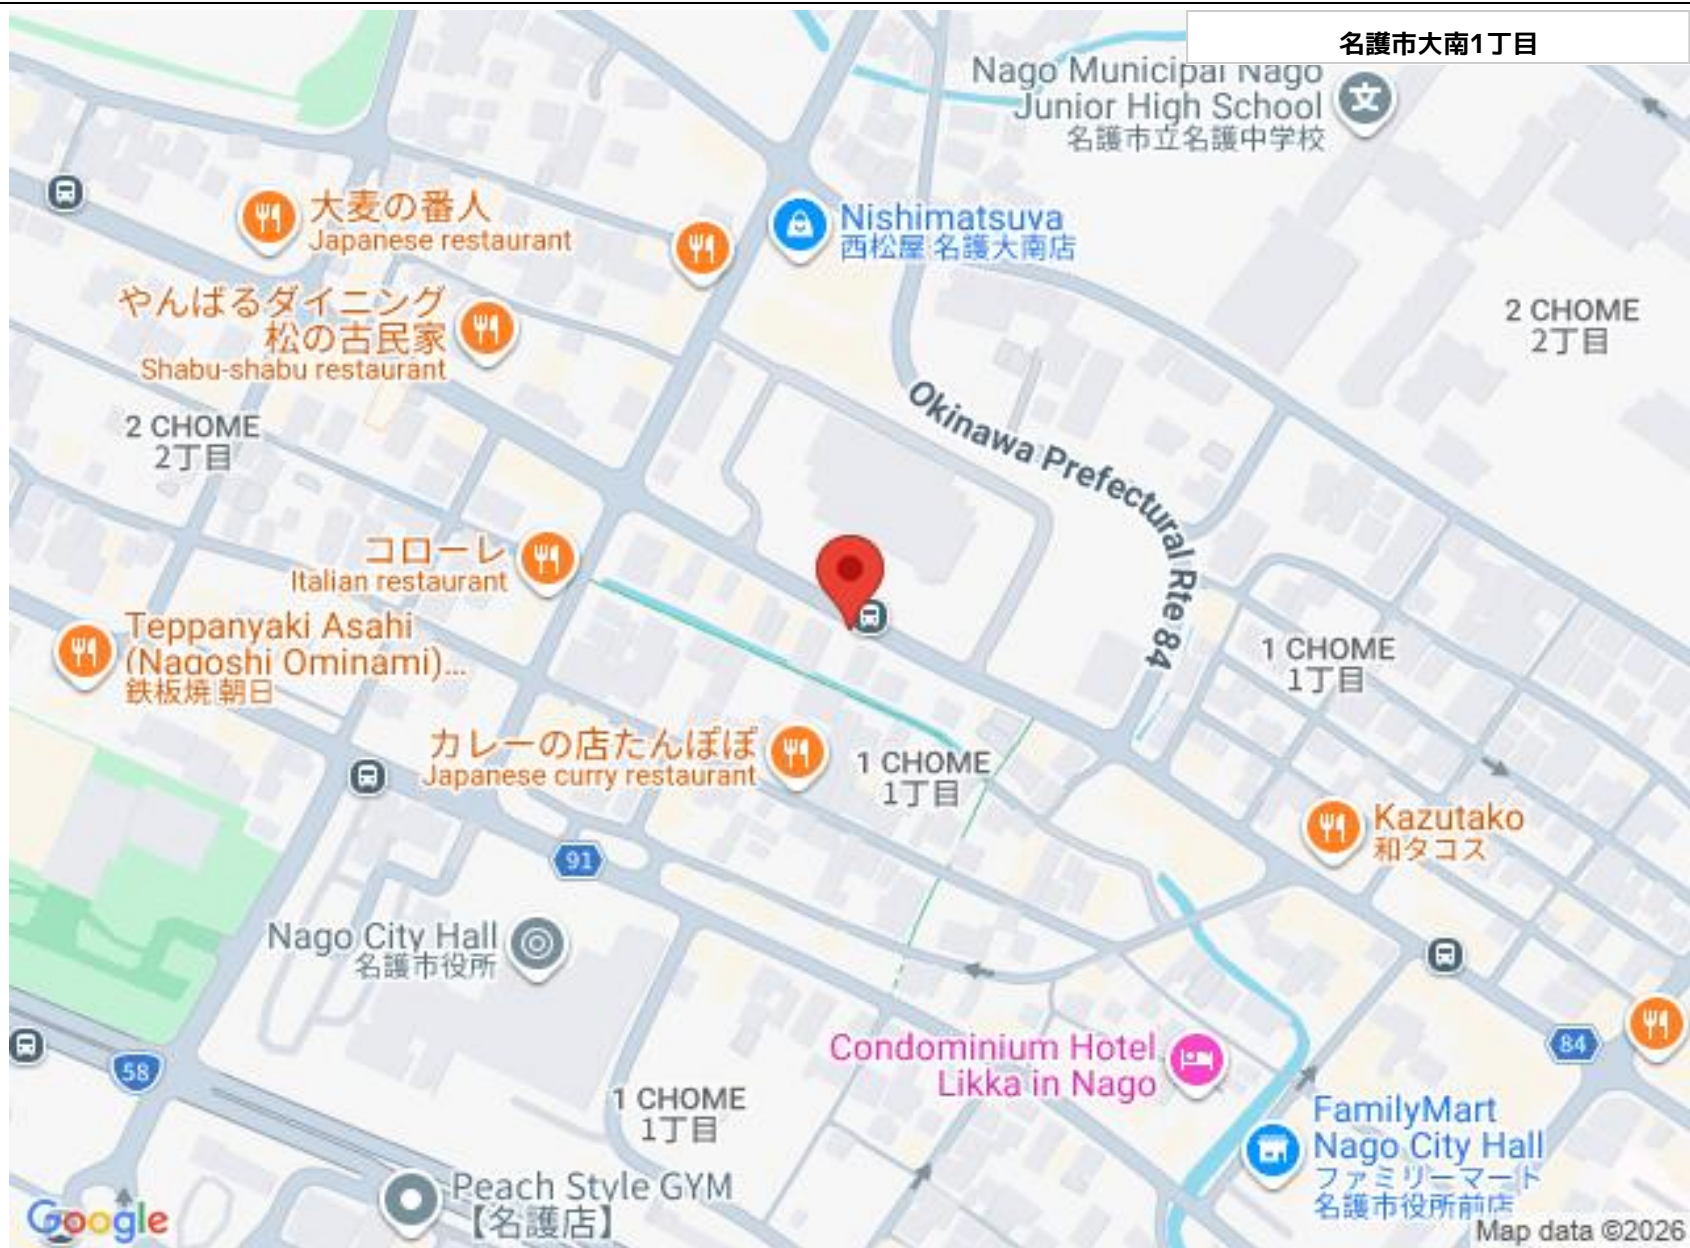 名護市大南1丁目
Nago Municipal Nago
Junior High School
名護市立名護中学校
大麦の番人
Japanese restaurant
Nishimatsuya
西松屋 名護大南店
やんばるダイニング
松の古民家
Shabu-shabu restaurant
2 CHOME
2丁目
2 CHOME
2丁目
Okinawa Prefectural Rte 84
コローレ
Italian restaurant
Teppanyaki Asahi
(Nagoshi Ominami)...
鉄板焼 朝日
1 CHOME
1丁目
カレーの店たんぽぽ
Japanese curry restaurant
1 CHOME
1丁目
Kazutako
和タコス
91
Nago City Hall
名護市役所
58
84
Condominium Hotel
Likka in Nago
1 CHOME
1丁目
FamilyMart
Nago City Hall
ファミリーマート
名護市役所前店
Peach Style GYM
【名護店】
Google
Map data ©2026